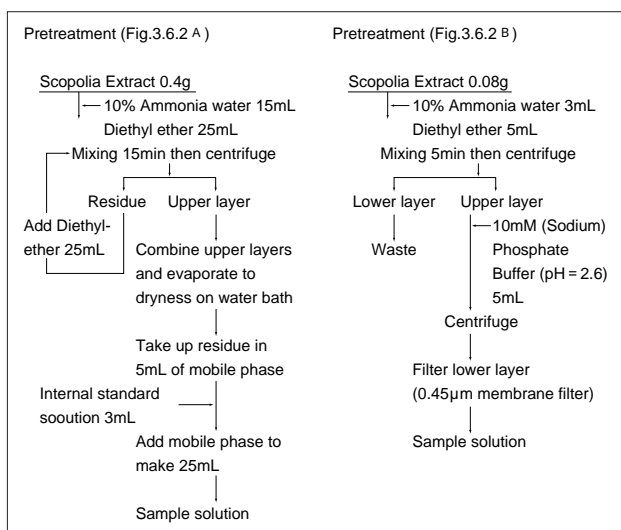 Pretreatment (Fig.3.6.2 A)
Scopolia Extract 0.4g
10% Ammonia water 15mL
Diethyl ether 25mL
Mixing 15min then centrifuge
Residue
Upper layer
Add Diethyl-
ether 25mL
Combine upper layers
and evaporate to
dryness on water bath
Take up residue in
5mL of mobile phase
Internal standard
sooution 3mL
Add mobile phase to
make 25mL
Sample solution
Pretreatment (Fig.3.6.2 B)
Scopolia Extract 0.08g
10% Ammonia water 3mL
Diethyl ether 5mL
Mixing 5min then centrifuge
Lower layer
Upper layer
Waste
10mM (Sodium)
Phosphate
Buffer (pH = 2.6)
5mL
Centrifuge
Filter lower layer
(0.45μm membrane filter)
Sample solution